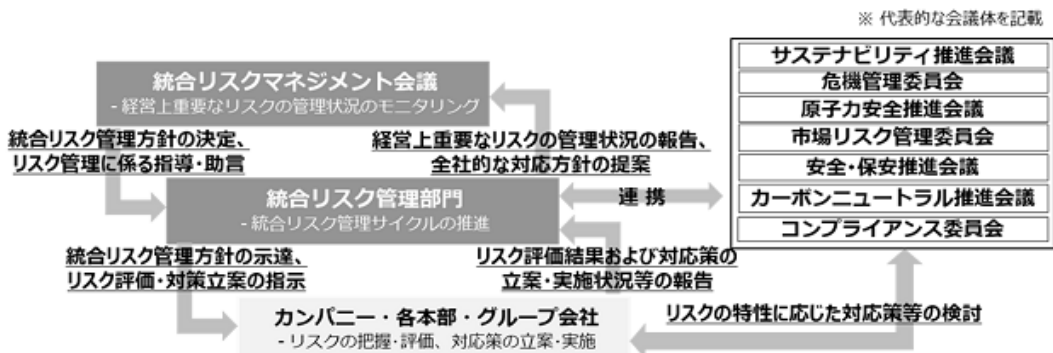 ※ 代表的な会議体を記載
統合リスクマネジメント会議
- 経営上重要なリスクの管理状況のモニタリング
統合リスク管理方針の決定、
リスク管理に係る指導・助言
経営上重要なリスクの管理状況の報告、
全社的な対応方針の提案
統合リスク管理部門
- 統合リスク管理サイクルの推進
連 携
サステナビリティ推進会議
危機管理委員会
原子力安全推進会議
市場リスク管理委員会
安全・保安推進会議
カーボンニュートラル推進会議
コンプライアンス委員会
統合リスク管理方針の示達、
リスク評価・対策立案の指示
リスク評価結果および対応策の
立案・実施状況等の報告
カンパニー・各本部・グループ会社
- リスクの把握・評価、対応策の立案・実施
リスクの特性に応じた対応策等の検討